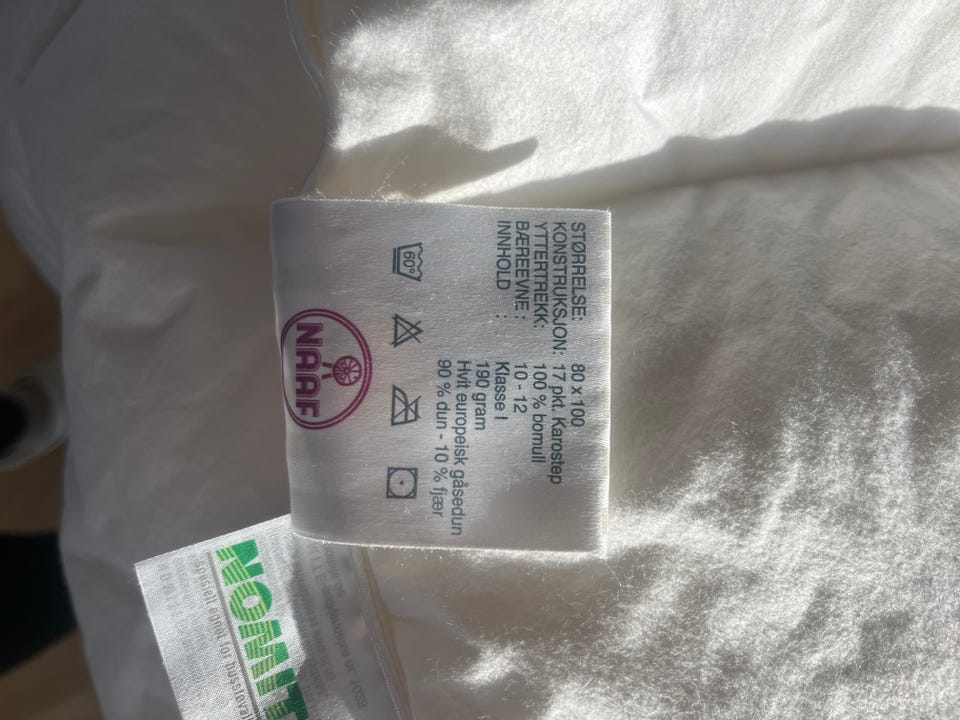 STØRRELSE: 80 x 100
KONSTRUKSJON: 17 pkt. Karostep
YTTERTREKK: 100 % bomull
BÆREEVNE : 10 - 12
INNHOLD : Klasse I
190 gram
Hvit europeisk gåsedun
90 % dun - 10 % fjær
60°
NAAF
NOMIT